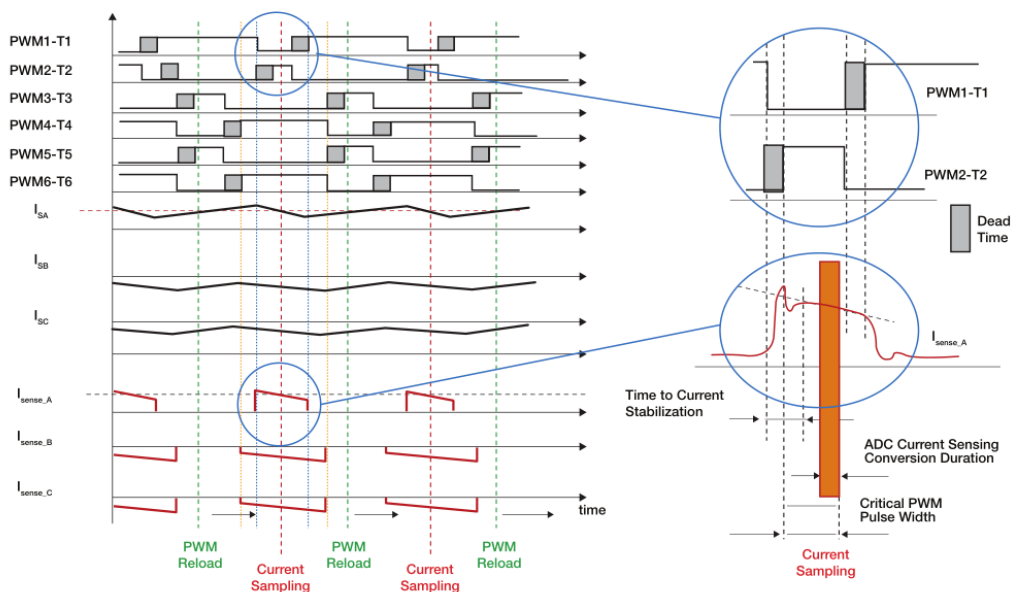 PWM1-T1
PWM2-T2
PWM3-T3
PWM4-T4
PWM5-T5
PWM6-T6
I_SA
I_SB
I_SC
I_sense_A
I_sense_B
I_sense_C
time
PWM
Reload
Current
Sampling
PWM
Reload
Current
Sampling
PWM
Reload
PWM1-T1
PWM2-T2
Dead
Time
I_sense_A
Time to Current
Stabilization
ADC Current Sensing
Conversion Duration
Critical PWM
Pulse Width
Current
Sampling